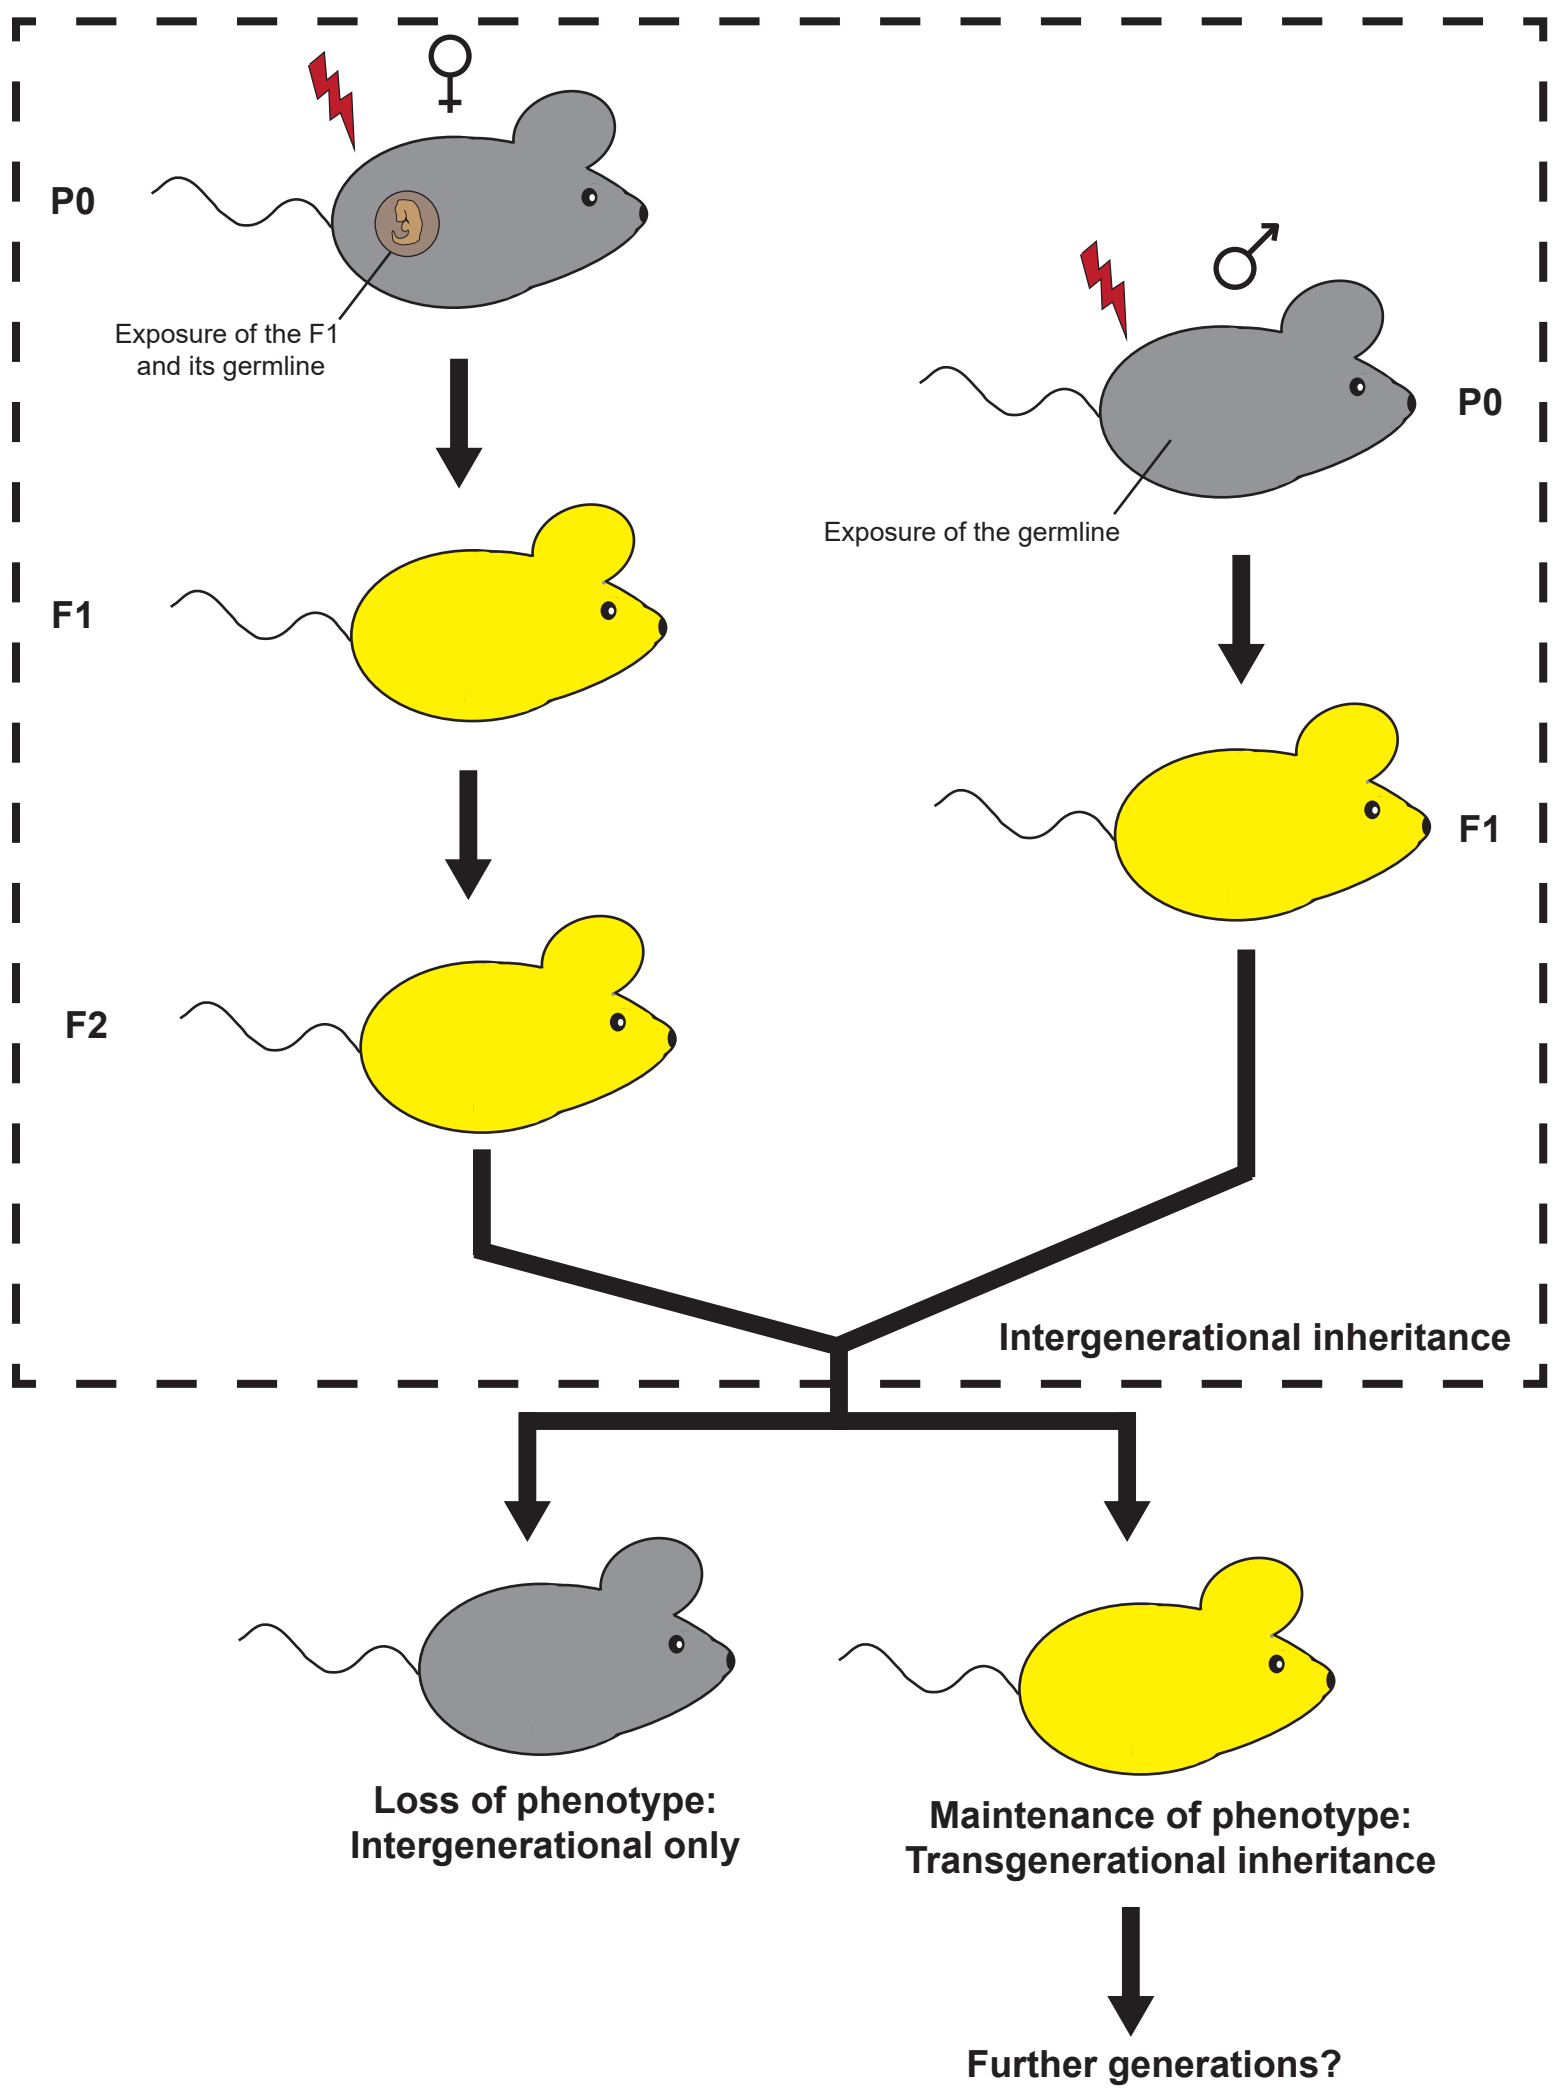 P0
Exposure of the F1
and its germline
P0
Exposure of the germline
F1
F1
F2
Intergenerational inheritance
Loss of phenotype:
Intergenerational only
Maintenance of phenotype:
Transgenerational inheritance
Further generations?